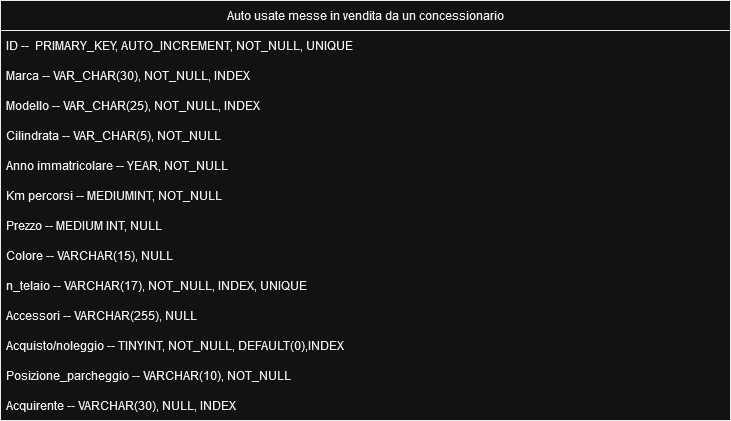 Auto usate messe in vendita da un concessionario
ID -- PRIMARY_KEY, AUTO_INCREMENT, NOT_NULL, UNIQUE
Marca -- VAR_CHAR(30), NOT_NULL, INDEX
Modello -- VAR_CHAR(25), NOT_NULL, INDEX
Cilindrata -- VAR_CHAR(5), NOT_NULL
Anno immatricolare -- YEAR, NOT_NULL
Km percorsi -- MEDIUMINT, NOT_NULL
Prezzo -- MEDIUM INT, NULL
Colore -- VARCHAR(15), NULL
n_telaio -- VARCHAR(17), NOT_NULL, INDEX, UNIQUE
Accessori -- VARCHAR(255), NULL
Acquisto/noleggio -- TINYINT, NOT_NULL, DEFAULT(0),INDEX
Posizione_parcheggio -- VARCHAR(10), NOT_NULL
Acquirente -- VARCHAR(30), NULL, INDEX